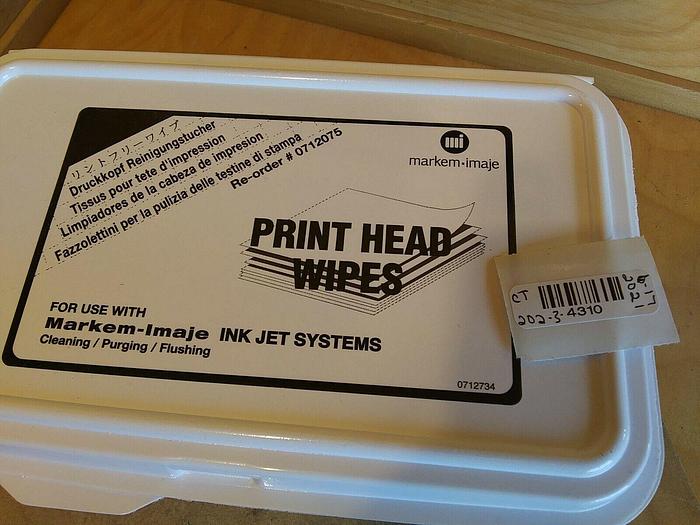 リントフリーワイプ
Druckkopf Reinigungstucher
Tissus pour tete d'impression
Limpiadores de la cabeza de impresion
Fazzolettini per la pulizia delle testine di stampa
Re-order # 0712075
mi
markem·imaje
PRINT HEAD
WIPES
FOR USE WITH
Markem-Imaje INK JET SYSTEMS
Cleaning / Purging / Flushing
0712734
CT
202-3-4310